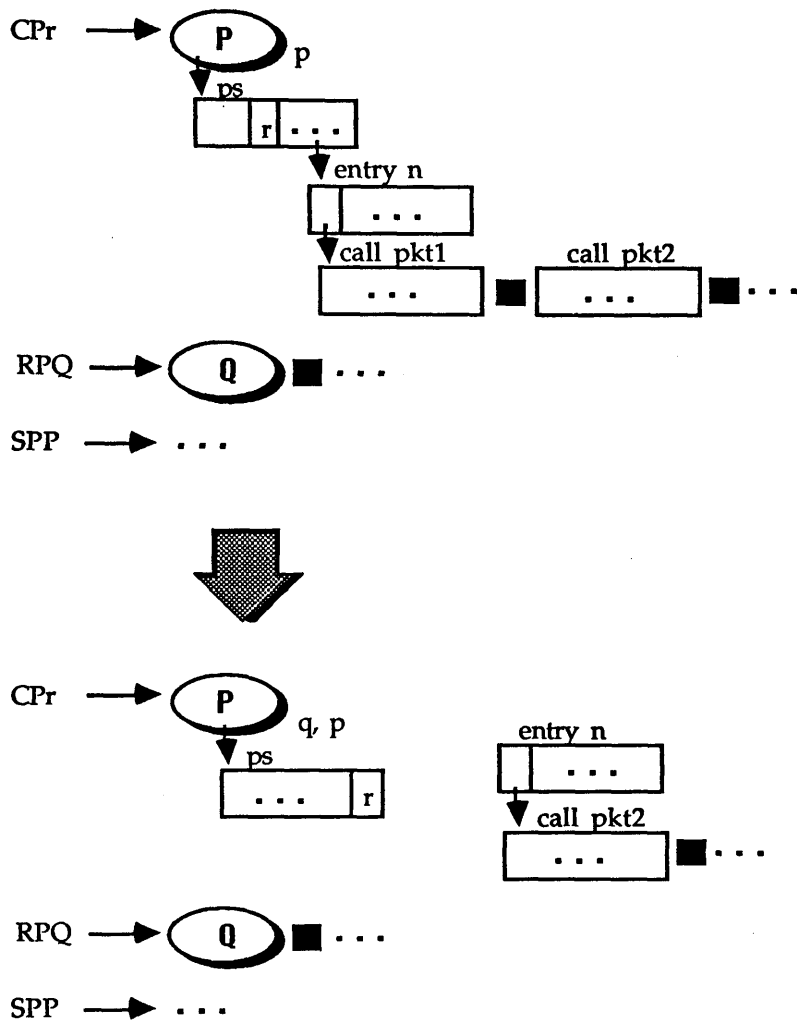 CPr P p
ps
r . . .
entry n
. . .
call pkt1 call pkt2
. . . . . . . . .
RPQ Q . . .
SPP . . .
CPr P q, p
ps entry n
. . . r . . .
call pkt2
. . . . . .
RPQ Q . . .
SPP . . .